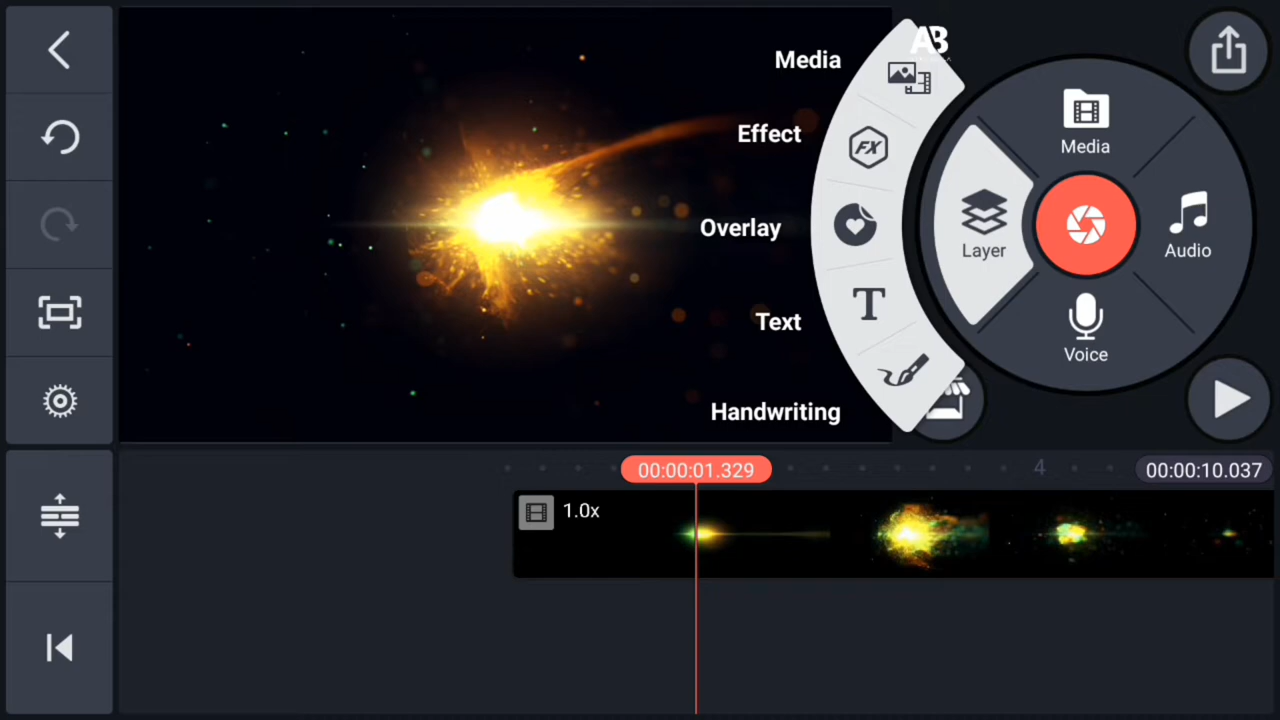 Media
Effect
Overlay
Text
Handwriting
AB
FX
T
Media
Layer
Audio
Voice
00:00:01.329
4
00:00:10.037
1.0x